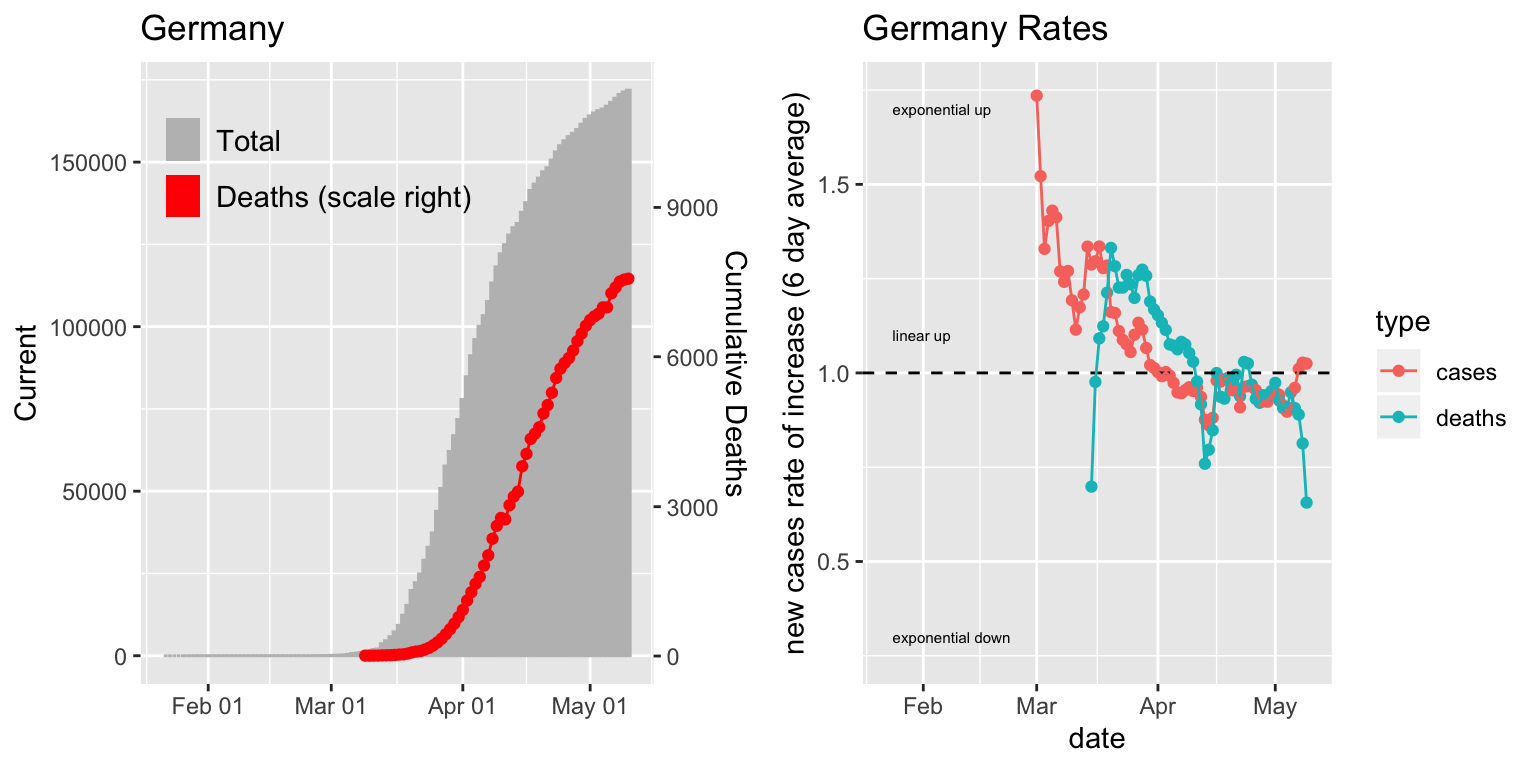 Germany
Total
Deaths (scale right)
Current
150000
100000
50000
0
9000
6000
3000
0
Cumulative Deaths
Feb 01
Mar 01
Apr 01
May 01
Germany Rates
new cases rate of increase (6 day average)
1.5
1.0
0.5
exponential up
linear up
exponential down
Feb
Mar
Apr
May
date
type
cases
deaths